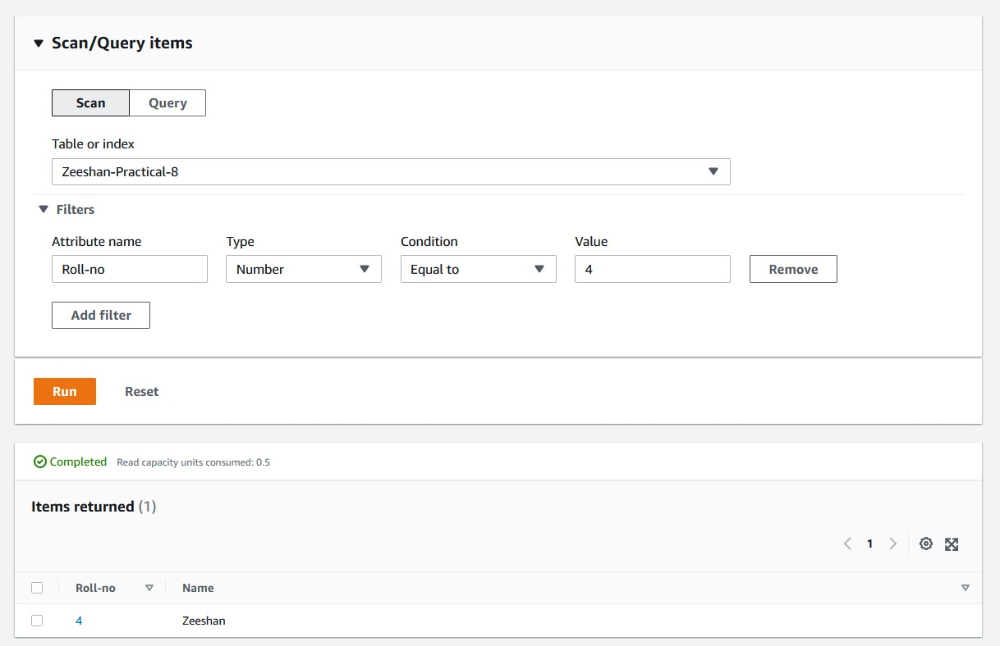 Scan/Query items
Scan Query
Table or index
Zeeshan-Practical-8
Filters
Attribute name Type Condition Value
Roll-no Number Equal to 4 Remove
Add filter
Run Reset
Completed Read capacity units consumed: 0.5
Items returned (1)
1
Roll-no Name
4 Zeeshan